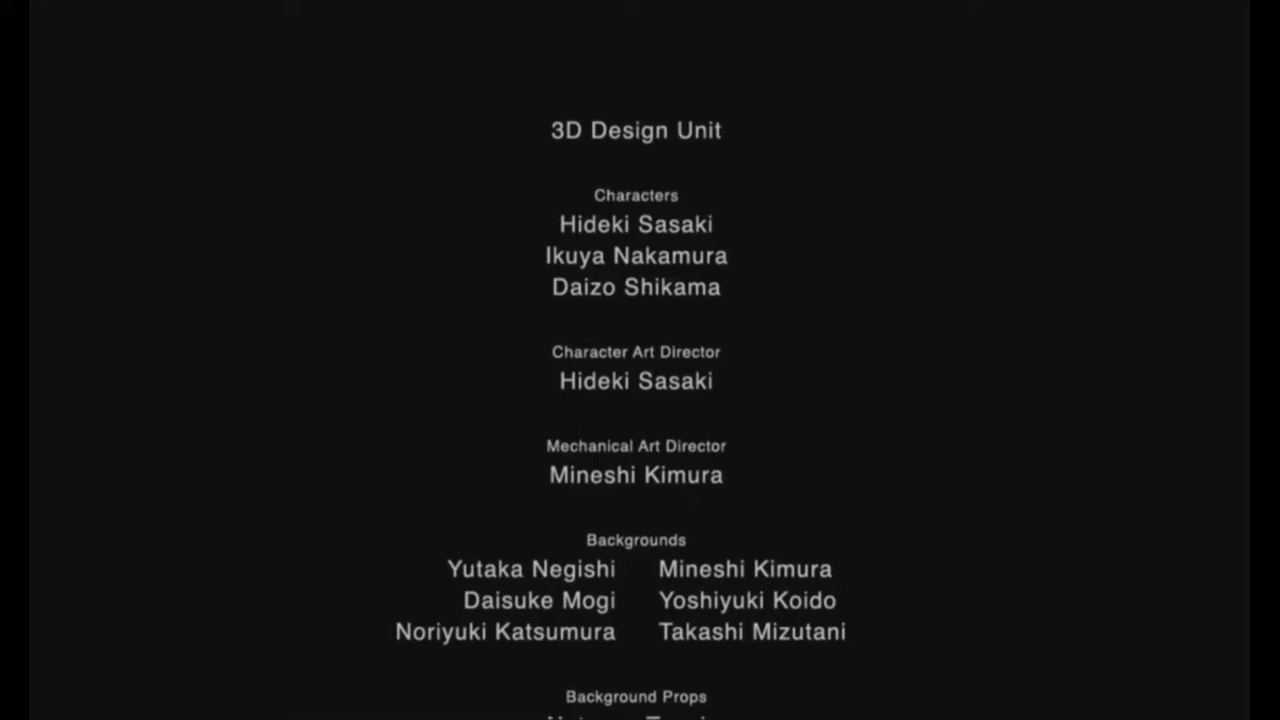 3D Design Unit
Characters
Hideki Sasaki
Ikuya Nakamura
Daizo Shikama
Character Art Director
Hideki Sasaki
Mechanical Art Director
Mineshi Kimura
Backgrounds
Yutaka Negishi Mineshi Kimura
Daisuke Mogi Yoshiyuki Koido
Noriyuki Katsumura Takashi Mizutani
Background Props